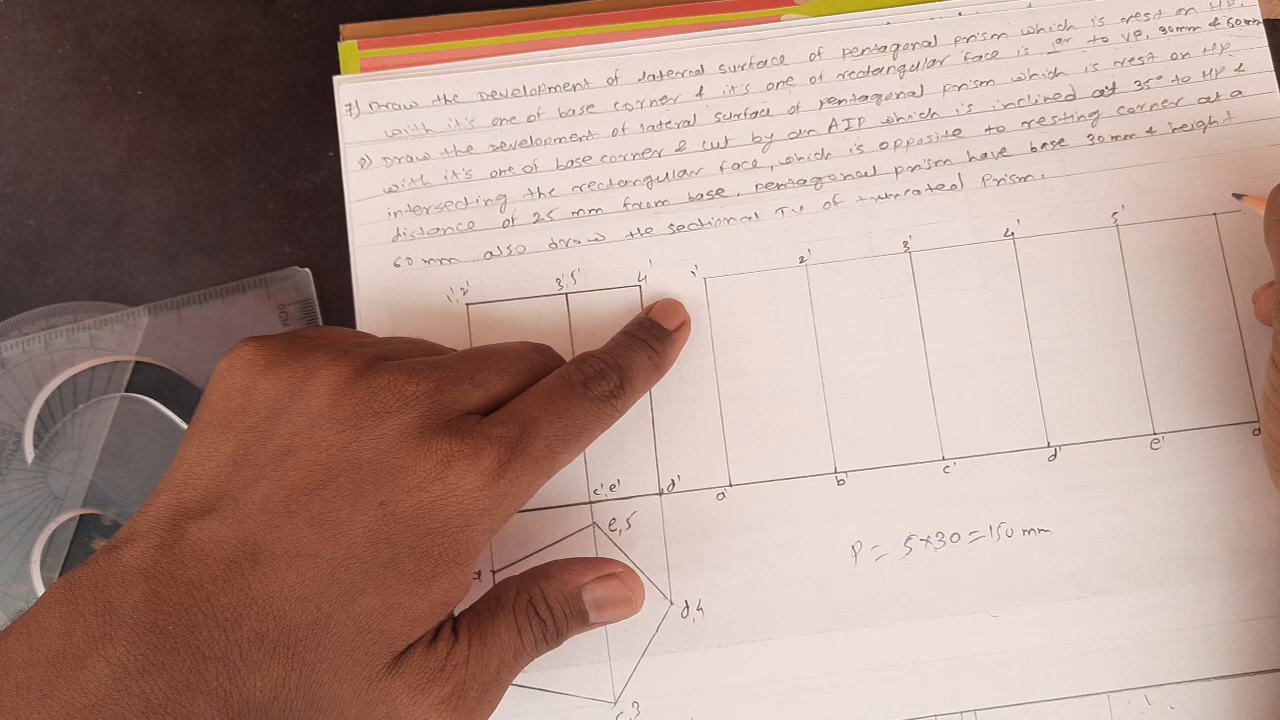 7) Draw the Development of lateral surface of pentagonal prism which is rest on HP.
with it's one of base corner & it's one of rectangular face is ⊥ar to VP. 30mm & 60mm
8) Draw the development of lateral surface of pentagonal prism which is rest on HP
with it's one of base corner & cut by an AIP which is inclined at 35° to HP &
intersecting the rectangular face, which is opposite to resting corner at a
distance of 25 mm from base. pentagonal prism have base 30mm & height
60 mm also draw the sectional T.V of truncated Prism.
1',2' 3',5' 4' 1' 2' 3' 4' 5'
c',e' d' a' b' c' d' e'
e,5
d,4
P = 5×30=150 mm